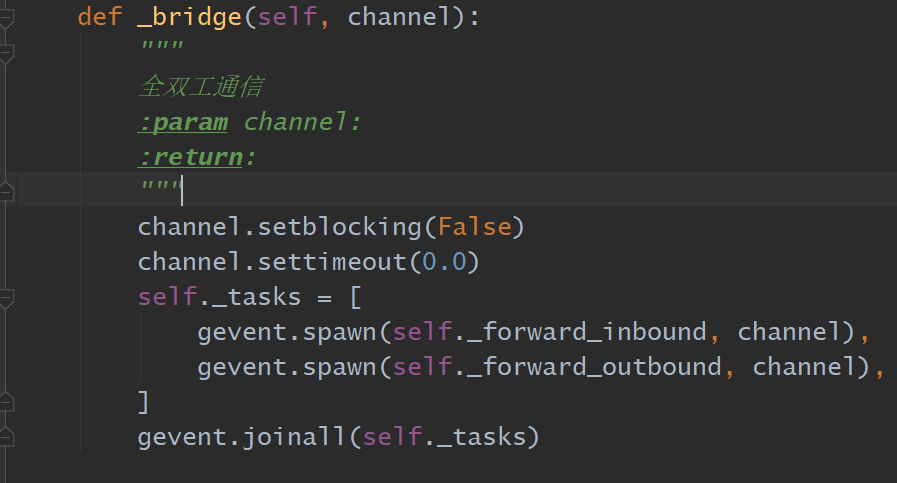 def _bridge(self, channel):
"""
全双工通信
:param channel:
:return:
"""
channel.setblocking(False)
channel.settimeout(0.0)
self._tasks = [
gevent.spawn(self._forward_inbound, channel),
gevent.spawn(self._forward_outbound, channel),
]
gevent.joinall(self._tasks)